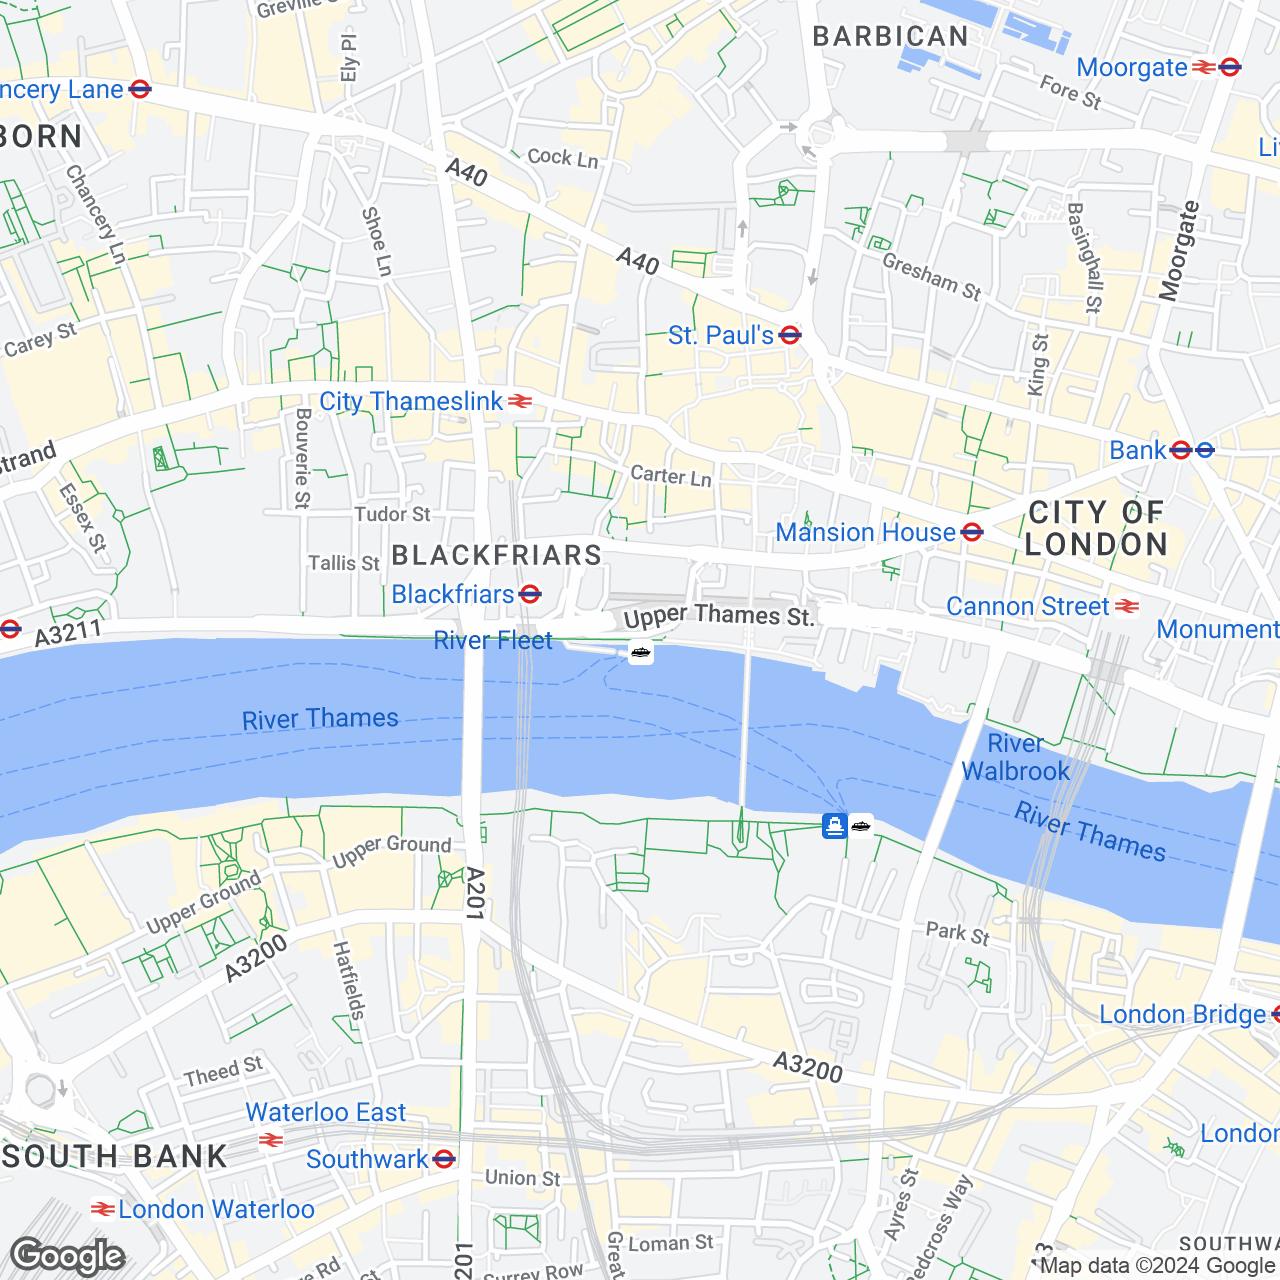 Greville S
BARBICAN
Ely Pl
Moorgate
ncery Lane
Fore St
BORN
Li
Cock Ln
A40
Chancery Ln
Shoe Ln
Basinghall St
Moorgate
A40
Gresham St
Carey St
St. Paul's
King St
City Thameslink
Bouverie St
Strand
Bank
Carter Ln
Essex St
Tudor St
CITY OF
LONDON
Mansion House
BLACKFRIARS
Tallis St
Blackfriars
Cannon Street
Upper Thames St.
A3211
River Fleet
Monument
River Thames
River
Walbrook
River Thames
Upper Ground
Upper Ground
A201
Park St
A3200
Hatfields
London Bridge
Theed St
A3200
Waterloo East
London
SOUTH BANK
Southwark
Union St
Ayres St
Redcross Way
London Waterloo
Great
Loman St
SOUTHWA
Google
e Rd
St
201
Surrey Row
A3
Map data ©2024 Google